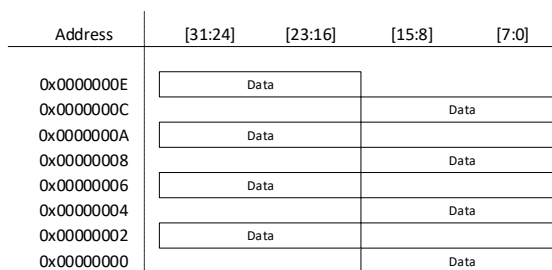 Address [31:24] [23:16] [15:8] [7:0]
0x0000000E Data
0x0000000C Data
0x0000000A Data
0x00000008 Data
0x00000006 Data
0x00000004 Data
0x00000002 Data
0x00000000 Data